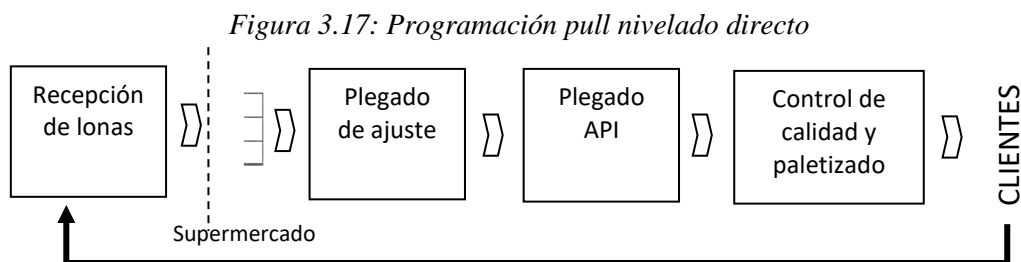 Figura 3.17: Programación pull nivelado directo
Recepción
de lonas
Plegado
de ajuste
Plegado
API
Control de
calidad y
paletizado
CLIENTES
Supermercado